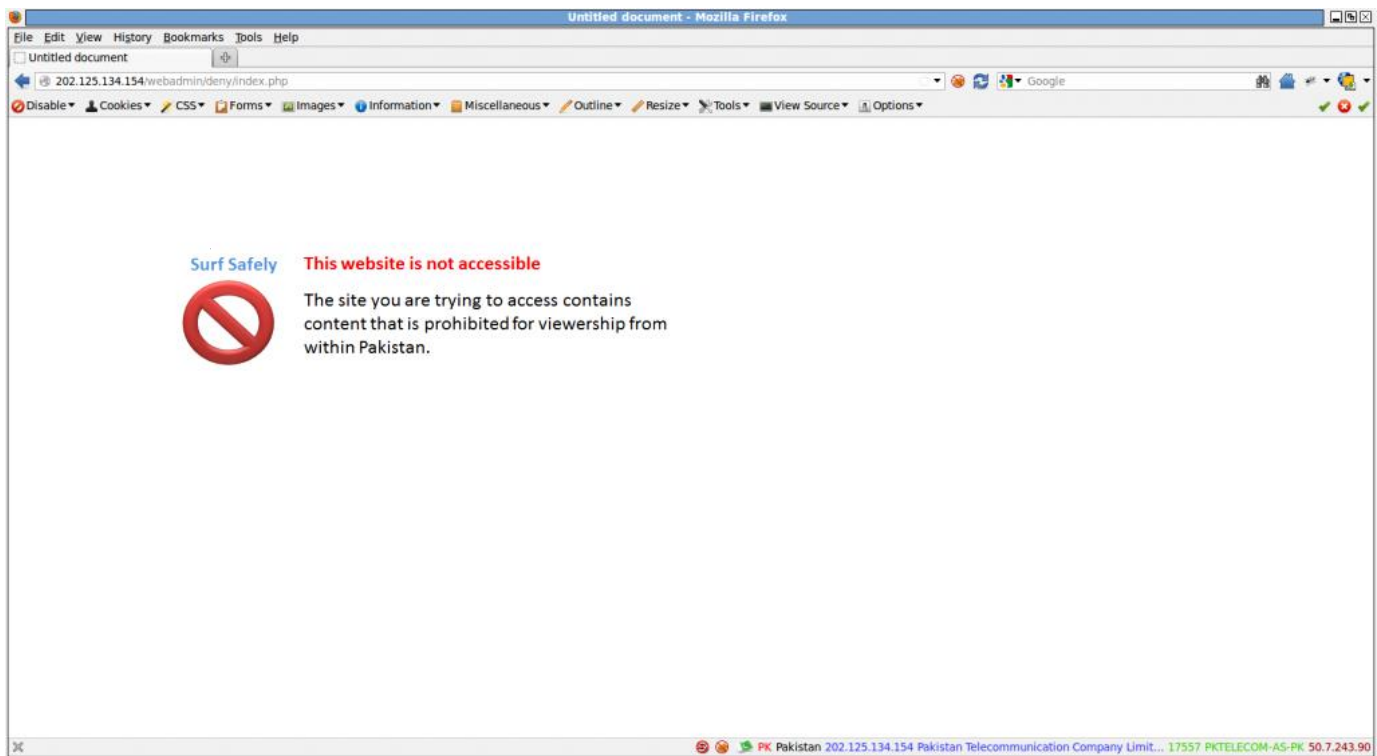 Untitled document - Mozilla Firefox
File Edit View History Bookmarks Tools Help
Untitled document
202.125.134.154/webadmin/deny/index.php
Google
Disable Cookies CSS Forms Images Information Miscellaneous Outline Resize Tools View Source Options
Surf Safely
This website is not accessible
The site you are trying to access contains
content that is prohibited for viewership from
within Pakistan.
PK Pakistan 202.125.134.154 Pakistan Telecommunication Company Limit... 17557 PKTELECOM-AS-PK 50.7.243.90